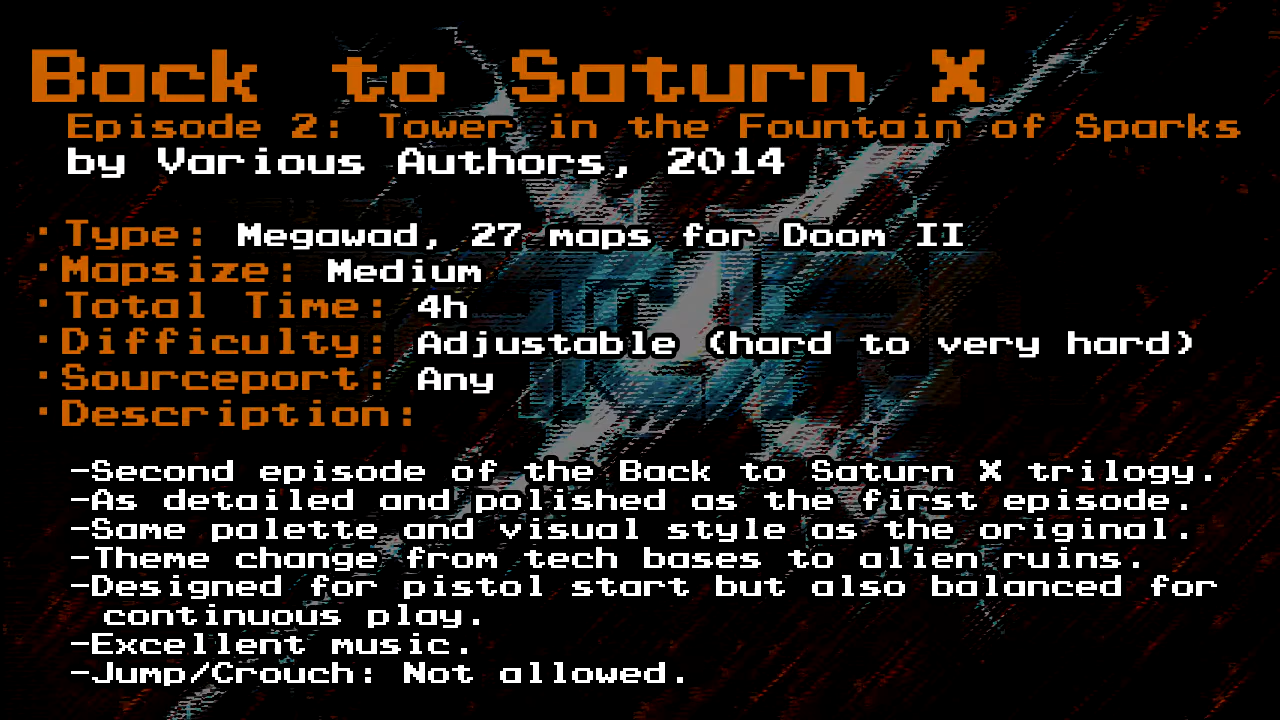 Back to Saturn X
Episode 2: Tower in the Fountain of Sparks
by Various Authors, 2014
·Type: Megawad, 27 maps for Doom II
·Mapsize: Medium
·Total Time: 4h
·Difficulty: Adjustable (hard to very hard)
·Sourceport: Any
·Description:
-Second episode of the Back to Saturn X trilogy.
-As detailed and polished as the first episode.
-Same palette and visual style as the original.
-Theme change from tech bases to alien ruins.
-Designed for pistol start but also balanced for
continuous play.
-Excellent music.
-Jump/Crouch: Not allowed.